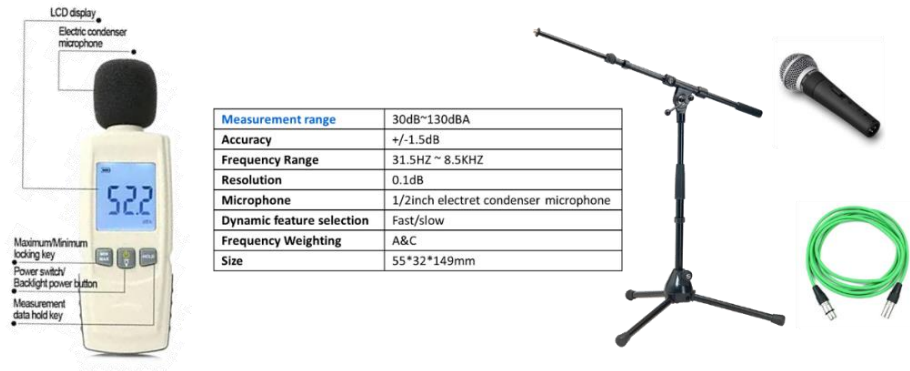 LCD display
Electric condenser
microphone
52.2
MIN
MAX
HOLD
Maximum/Minimum
locking key
Power switch/
Backlight power button
Measurement
data hold key
Measurement range 30dB~130dBA
Accuracy +/-1.5dB
Frequency Range 31.5HZ ~ 8.5KHZ
Resolution 0.1dB
Microphone 1/2inch electret condenser microphone
Dynamic feature selection Fast/slow
Frequency Weighting A&C
Size 55*32*149mm